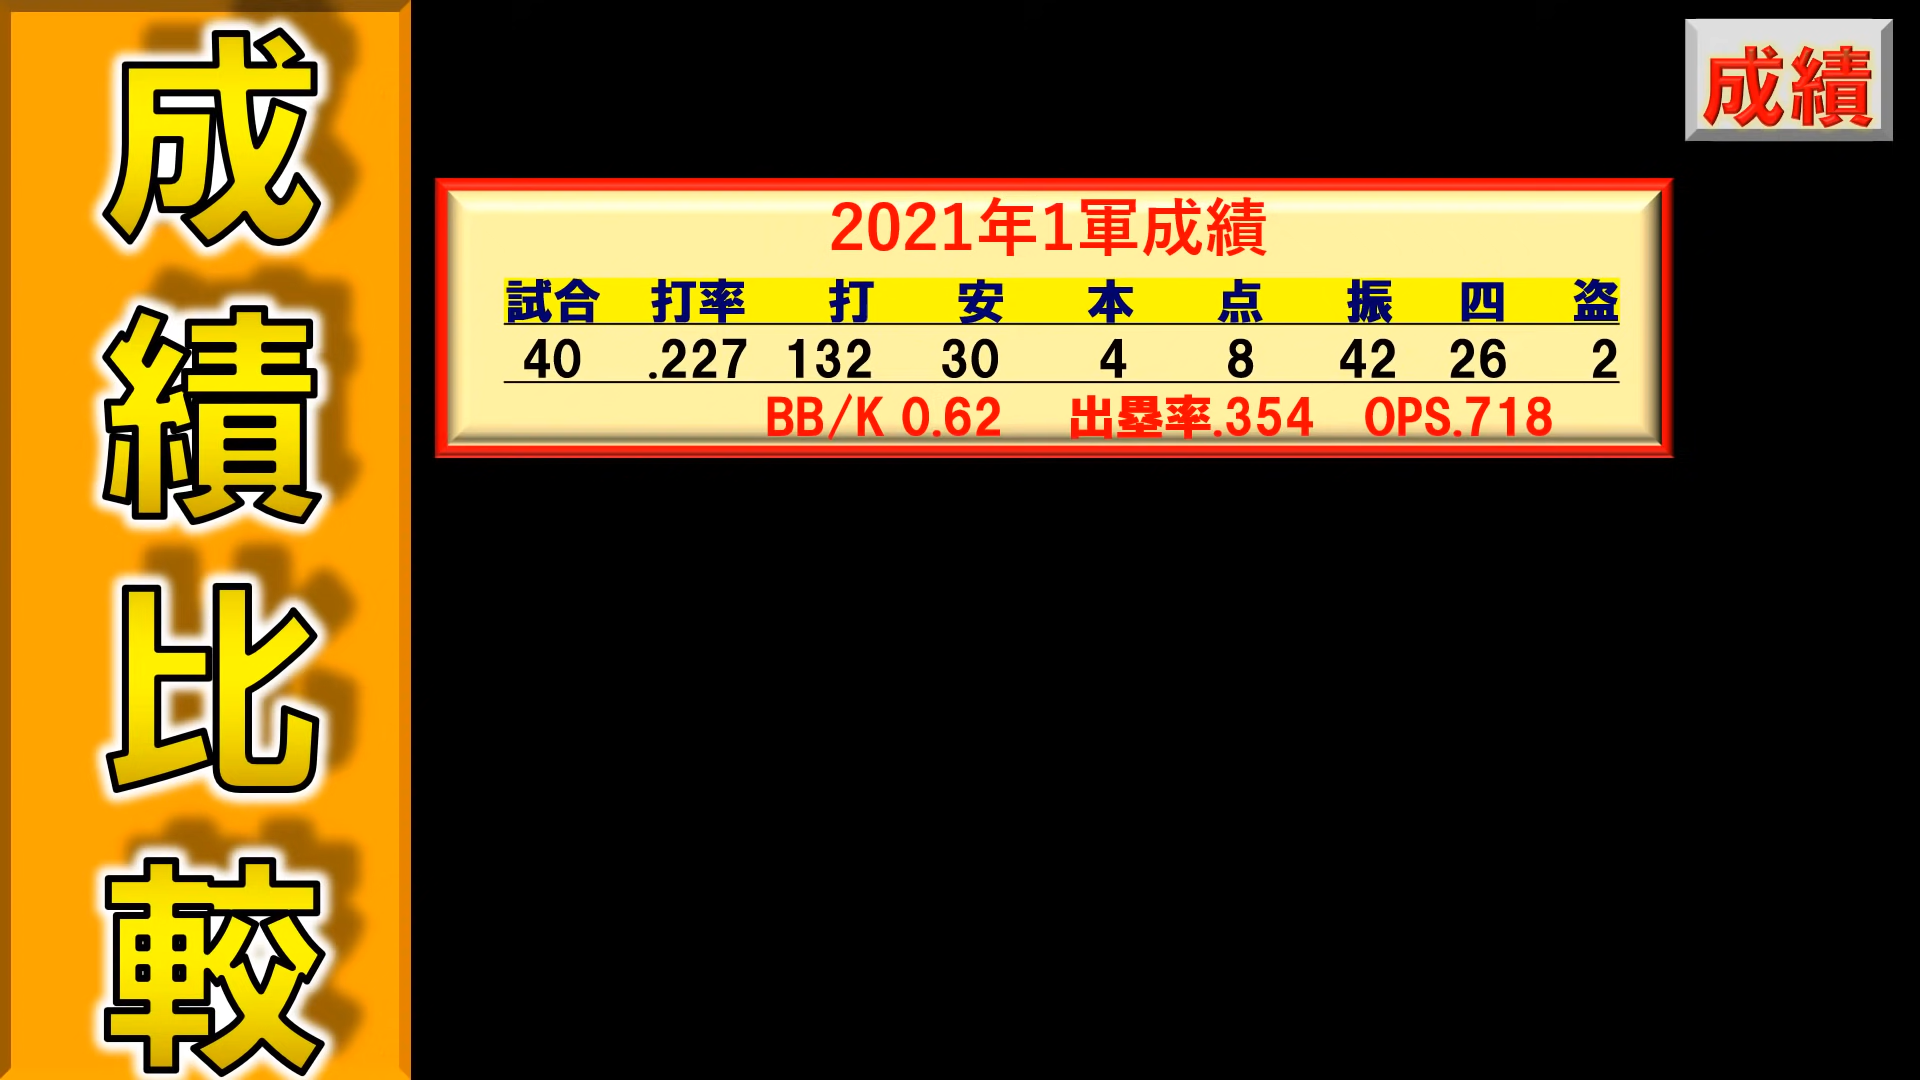 成績比較
成績
2021年1軍成績
試合 打率 打 安 本 点 振 四 盗
40 .227 132 30 4 8 42 26 2
BB/K 0.62 出塁率.354 OPS.718